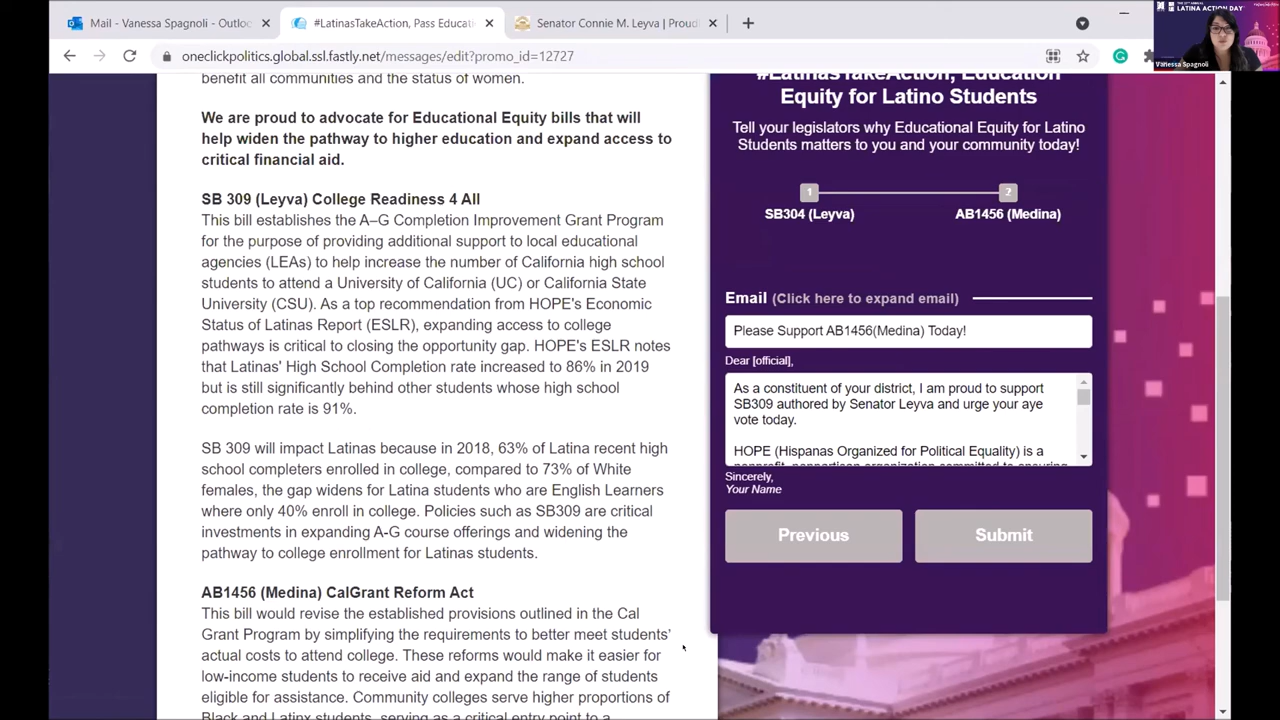 Mail - Vanessa Spagnoli - Outloo
#LatinasTakeAction, Pass Educati
Senator Connie M. Leyva | Proud
oneclickpolitics.global.ssl.fastly.net/messages/edit?promo_id=12727
LATINA ACTION DAY
Vanessa Spagnoli
benefit all communities and the status of women.
We are proud to advocate for Educational Equity bills that will
help widen the pathway to higher education and expand access to
critical financial aid.
SB 309 (Leyva) College Readiness 4 All
This bill establishes the A–G Completion Improvement Grant Program
for the purpose of providing additional support to local educational
agencies (LEAs) to help increase the number of California high school
students to attend a University of California (UC) or California State
University (CSU). As a top recommendation from HOPE's Economic
Status of Latinas Report (ESLR), expanding access to college
pathways is critical to closing the opportunity gap. HOPE's ESLR notes
that Latinas' High School Completion rate increased to 86% in 2019
but is still significantly behind other students whose high school
completion rate is 91%.
SB 309 will impact Latinas because in 2018, 63% of Latina recent high
school completers enrolled in college, compared to 73% of White
females, the gap widens for Latina students who are English Learners
where only 40% enroll in college. Policies such as SB309 are critical
investments in expanding A-G course offerings and widening the
pathway to college enrollment for Latinas students.
AB1456 (Medina) CalGrant Reform Act
This bill would revise the established provisions outlined in the Cal
Grant Program by simplifying the requirements to better meet students'
actual costs to attend college. These reforms would make it easier for
low-income students to receive aid and expand the range of students
eligible for assistance. Community colleges serve higher proportions of
Black and Latinx students, serving as a critical entry point to a
#LatinasTakeAction, Education
Equity for Latino Students
Tell your legislators why Educational Equity for Latino
Students matters to you and your community today!
1
2
SB304 (Leyva)
AB1456 (Medina)
Email (Click here to expand email)
Please Support AB1456(Medina) Today!
Dear [official],
As a constituent of your district, I am proud to support
SB309 authored by Senator Leyva and urge your aye
vote today.
HOPE (Hispanas Organized for Political Equality) is a
nonprofit, nonpartisan organization committed to ensuring
Sincerely,
Your Name
Previous
Submit